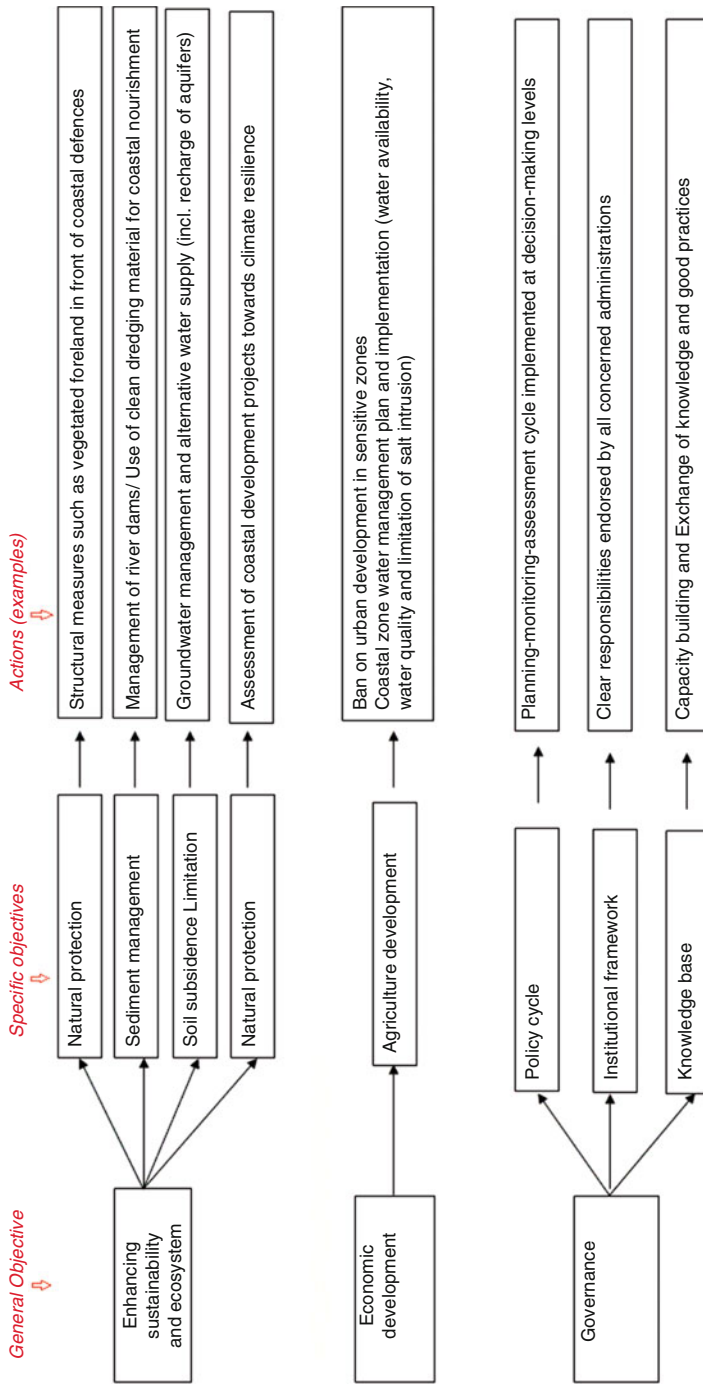 General Objective
Specific objectives
Actions (examples)
Enhancing
sustainability
and ecosystem
Natural protection
Structural measures such as vegetated foreland in front of coastal defences
Sediment management
Management of river dams/ Use of clean dredging material for coastal nourishment
Soil subsidence Limitation
Groundwater management and alternative water supply (incl. recharge of aquifers)
Natural protection
Assessment of coastal development projects towards climate resilience
Economic
development
Agriculture development
Ban on urban development in sensitive zones
Coastal zone water management plan and implementation (water availability,
water quality and limitation of salt intrusion)
Governance
Policy cycle
Planning-monitoring-assessment cycle implemented at decision-making levels
Institutional framework
Clear responsibilities endorsed by all concerned administrations
Knowledge base
Capacity building and Exchange of knowledge and good practices